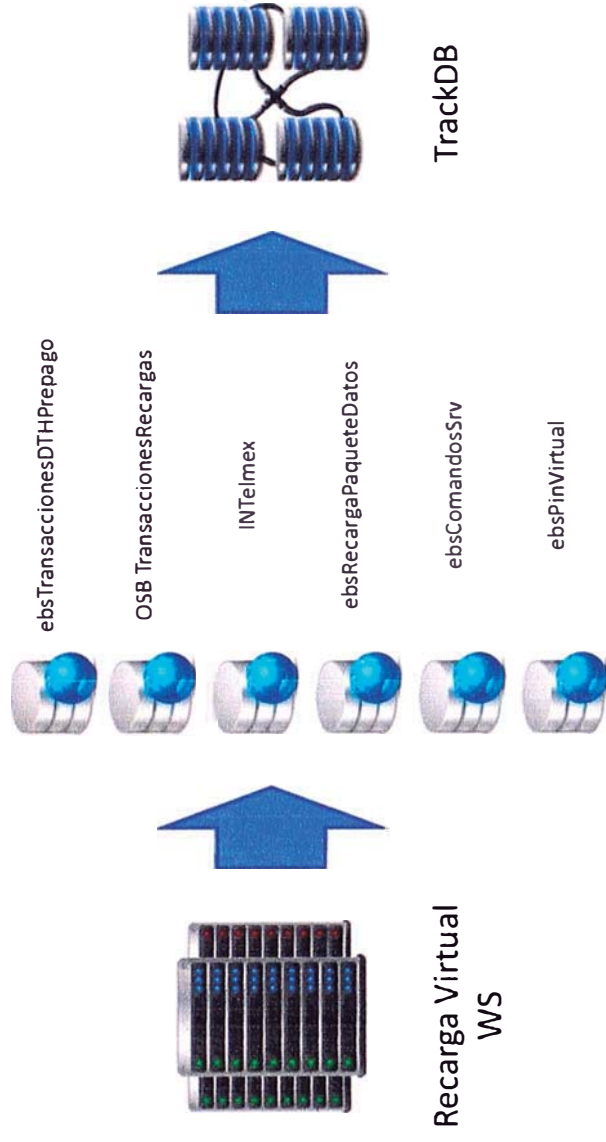 Recarga Virtual
WS
ebsTransaccionesDTHPrepago
OSB TransaccionesRecargas
INTelmex
ebsRecargaPaqueteDatos
ebsComandosSrv
ebsPinVirtual
TrackDB